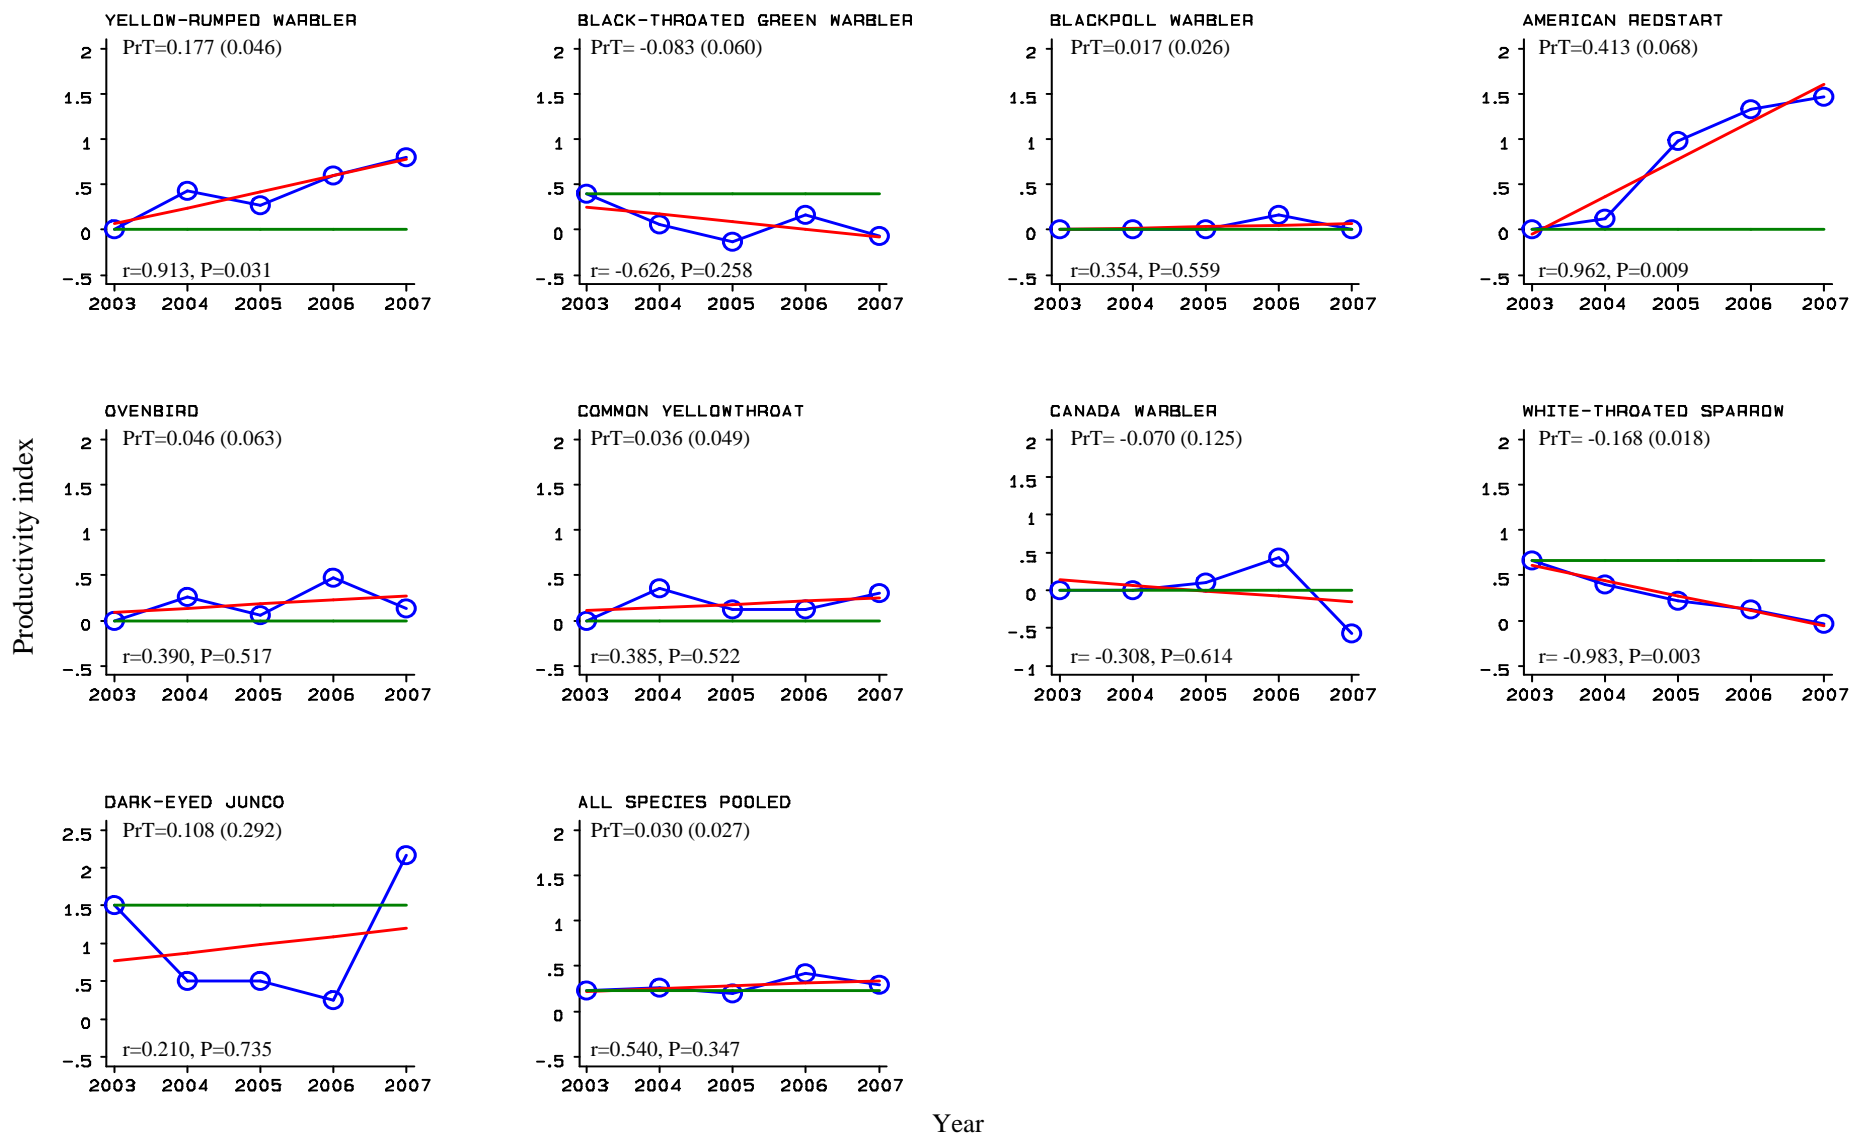 YELLOW-RUMPED WARBLER
PrT=0.177 (0.046)
2
1.5
1
.5
0
-.5
r=0.913, P=0.031
2003 2004 2005 2006 2007
BLACK-THROATED GREEN WARBLER
PrT= -0.083 (0.060)
2
1.5
1
.5
0
-.5
r= -0.626, P=0.258
2003 2004 2005 2006 2007
BLACKPOLL WARBLER
PrT=0.017 (0.026)
2
1.5
1
.5
0
-.5
r=0.354, P=0.559
2003 2004 2005 2006 2007
AMERICAN REDSTART
PrT=0.413 (0.068)
2
1.5
1
.5
0
-.5
r=0.962, P=0.009
2003 2004 2005 2006 2007
Productivity index
OVENBIRD
PrT=0.046 (0.063)
2
1.5
1
.5
0
-.5
r=0.390, P=0.517
2003 2004 2005 2006 2007
COMMON YELLOWTHROAT
PrT=0.036 (0.049)
2
1.5
1
.5
0
-.5
r=0.385, P=0.522
2003 2004 2005 2006 2007
CANADA WARBLER
PrT= -0.070 (0.125)
2
1.5
1
.5
0
-.5
-1
r= -0.308, P=0.614
2003 2004 2005 2006 2007
WHITE-THROATED SPARROW
PrT= -0.168 (0.018)
2
1.5
1
.5
0
-.5
r= -0.983, P=0.003
2003 2004 2005 2006 2007
DARK-EYED JUNCO
PrT=0.108 (0.292)
2.5
2
1.5
1
.5
0
-.5
r=0.210, P=0.735
2003 2004 2005 2006 2007
ALL SPECIES POOLED
PrT=0.030 (0.027)
2
1.5
1
.5
0
-.5
r=0.540, P=0.347
2003 2004 2005 2006 2007
Year